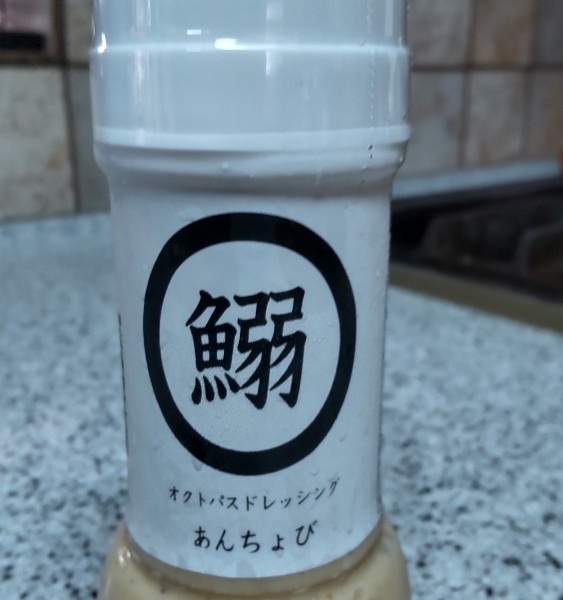 鰯
オクトパスドレッシング
あんちょび